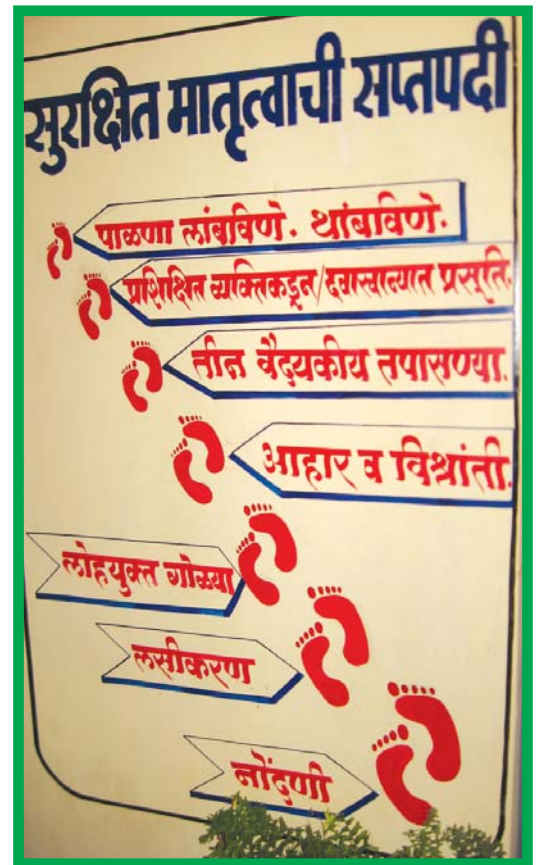 सुरक्षित मातृत्वाची सप्तपदी
पाळणा लांबविणे. थांबविणे.
प्रशिक्षित व्यक्तिकडून/दवाखान्यात प्रसूति.
तीन वैद्यकीय तपासण्या.
आहार व विश्रांती.
लोहयुक्त गोळ्या
लसीकरण
नोंदणी